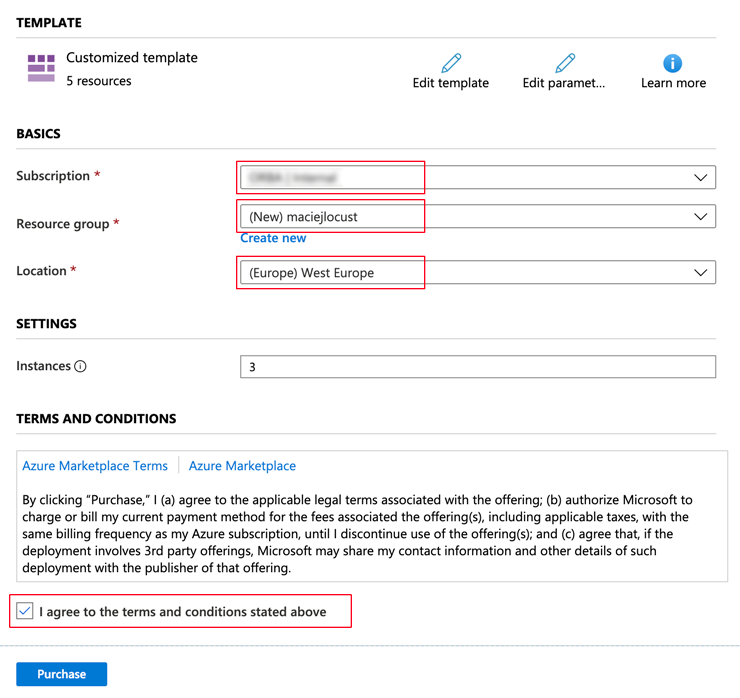 TEMPLATE
Customized template
5 resources
Edit template
Edit paramet...
Learn more
BASICS
Subscription *
Resource group *
(New) maciejlocust
Create new
Location *
(Europe) West Europe
SETTINGS
Instances
3
TERMS AND CONDITIONS
Azure Marketplace Terms | Azure Marketplace
By clicking “Purchase,” I (a) agree to the applicable legal terms associated with the offering; (b) authorize Microsoft to
charge or bill my current payment method for the fees associated the offering(s), including applicable taxes, with the
same billing frequency as my Azure subscription, until I discontinue use of the offering(s); and (c) agree that, if the
deployment involves 3rd party offerings, Microsoft may share my contact information and other details of such
deployment with the publisher of that offering.
I agree to the terms and conditions stated above
Purchase